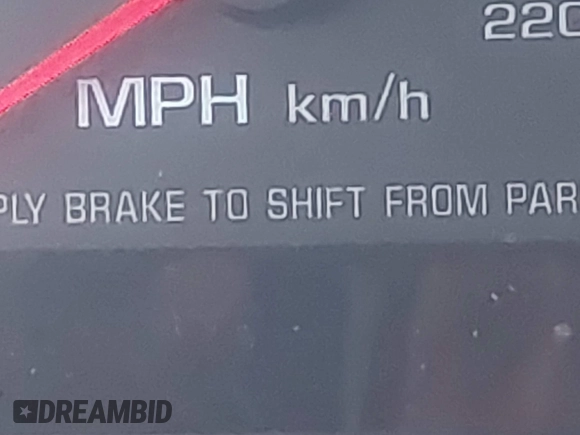 220
MPH km/h
PLY BRAKE TO SHIFT FROM PAR
DREAMBID